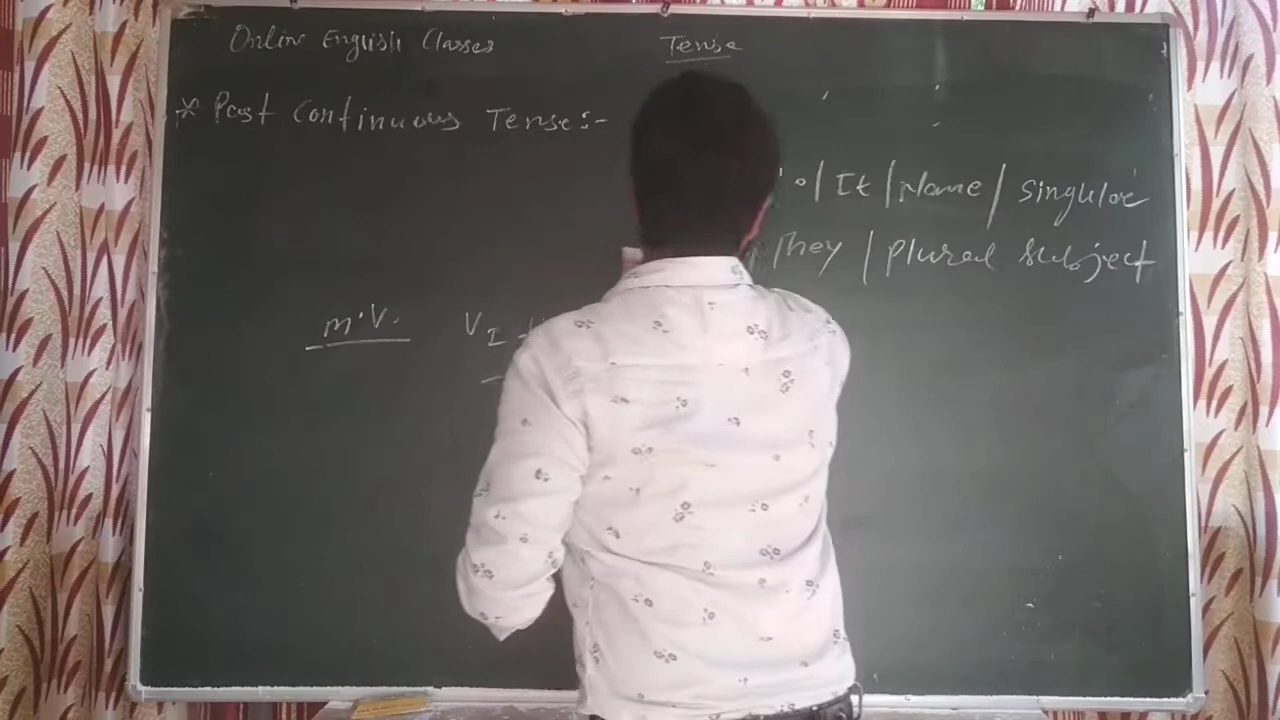 Online English Classes
Tense
* Past Continuous Tense:-
/ It / Name / Singular
They / Plural Subject
M.V. V I